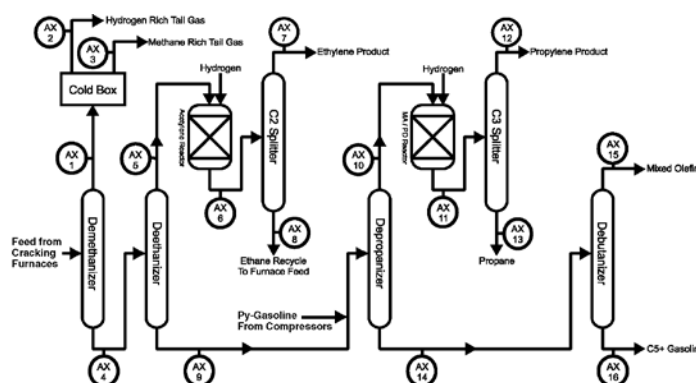 AX
2
Hydrogen Rich Tail Gas
AX
3
Methane Rich Tail Gas
Cold Box
AX
1
AX
5
Hydrogen
Acetylene Reactor
AX
6
AX
7
Ethylene Product
C2 Splitter
AX
8
Ethane Recycle
To Furnace Feed
Feed from
Cracking
Furnaces
Demethanizer
AX
4
Deethanizer
AX
9
Py-Gasoline
From Compressors
AX
10
Hydrogen
MA / PD Reactor
AX
11
AX
12
Propylene Product
C3 Splitter
AX
13
Propane
Depropanizer
AX
14
AX
15
Mixed Olefin
Debutanizer
C5+ Gasolin
AX
16